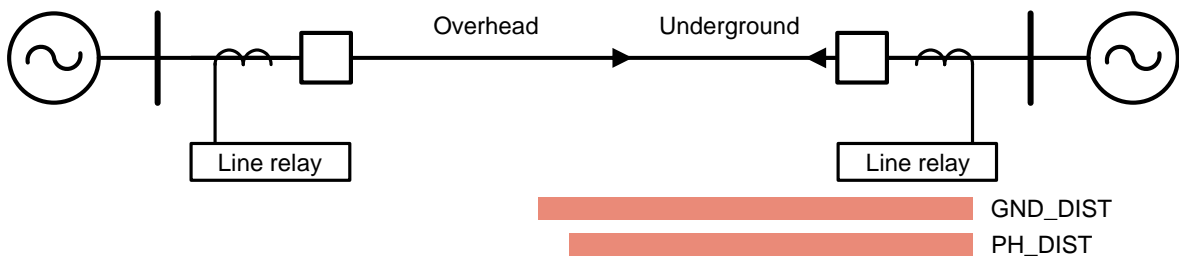 Overhead Underground
Line relay Line relay
GND_DIST
PH_DIST